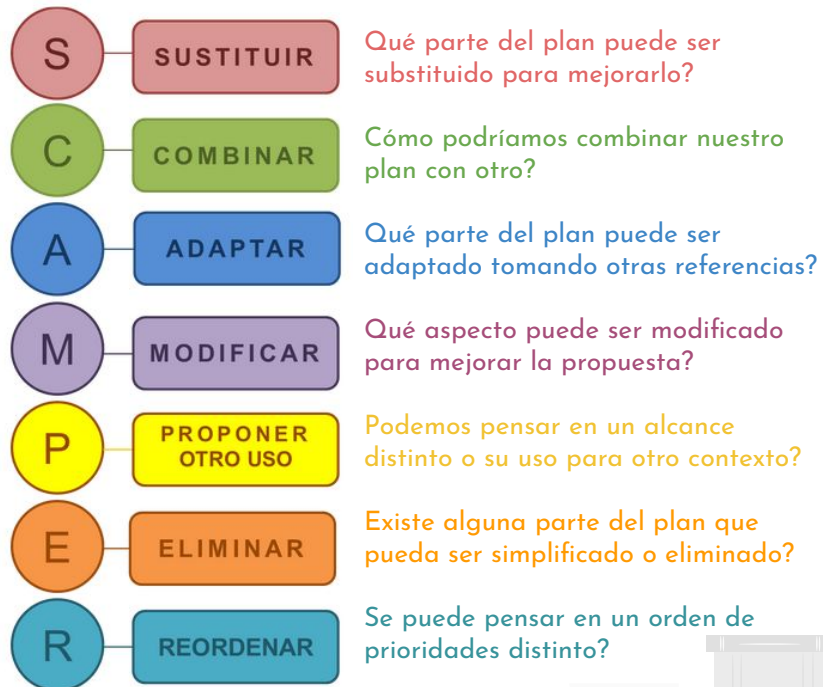 S
SUSTITUIR
Qué parte del plan puede ser
substituido para mejorarlo?
C
COMBINAR
Cómo podríamos combinar nuestro
plan con otro?
A
ADAPTAR
Qué parte del plan puede ser
adaptado tomando otras referencias?
M
MODIFICAR
Qué aspecto puede ser modificado
para mejorar la propuesta?
P
PROPONER
OTRO USO
Podemos pensar en un alcance
distinto o su uso para otro contexto?
E
ELIMINAR
Existe alguna parte del plan que
pueda ser simplificado o eliminado?
R
REORDENAR
Se puede pensar en un orden de
prioridades distinto?